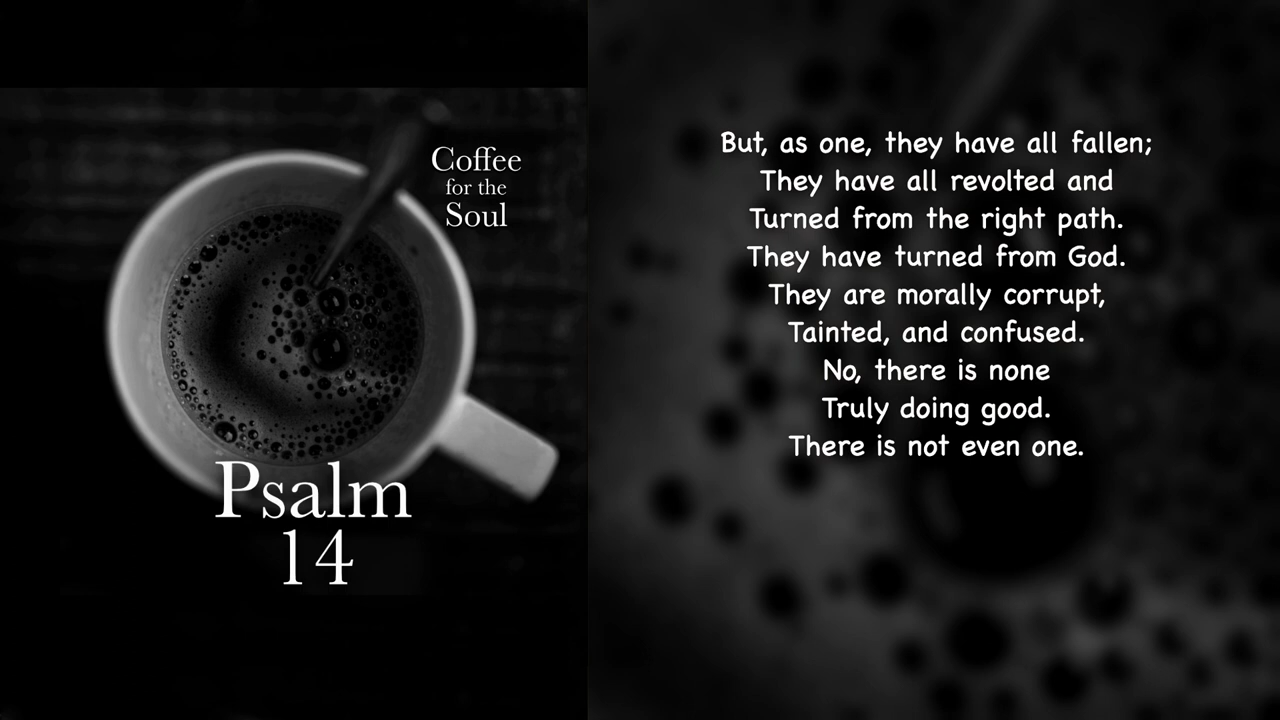 Coffee
for the
Soul
Psalm
14
But, as one, they have all fallen;
They have all revolted and
Turned from the right path.
They have turned from God.
They are morally corrupt,
Tainted, and confused.
No, there is none
Truly doing good.
There is not even one.